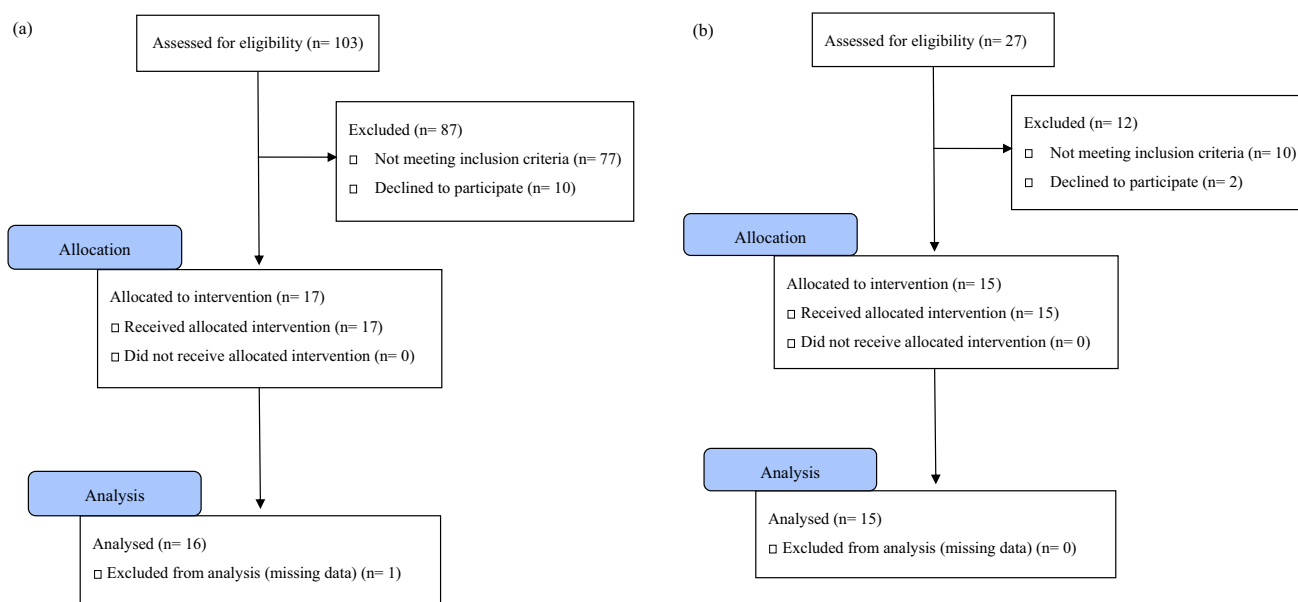 (a)
Assessed for eligibility (n= 103)
Excluded (n= 87)
▯ Not meeting inclusion criteria (n= 77)
▯ Declined to participate (n= 10)
Allocation
Allocated to intervention (n= 17)
▯ Received allocated intervention (n= 17)
▯ Did not receive allocated intervention (n= 0)
Analysis
Analysed (n= 16)
▯ Excluded from analysis (missing data) (n= 1)
(b)
Assessed for eligibility (n= 27)
Excluded (n= 12)
▯ Not meeting inclusion criteria (n= 10)
▯ Declined to participate (n= 2)
Allocation
Allocated to intervention (n= 15)
▯ Received allocated intervention (n= 15)
▯ Did not receive allocated intervention (n= 0)
Analysis
Analysed (n= 15)
▯ Excluded from analysis (missing data) (n= 0)